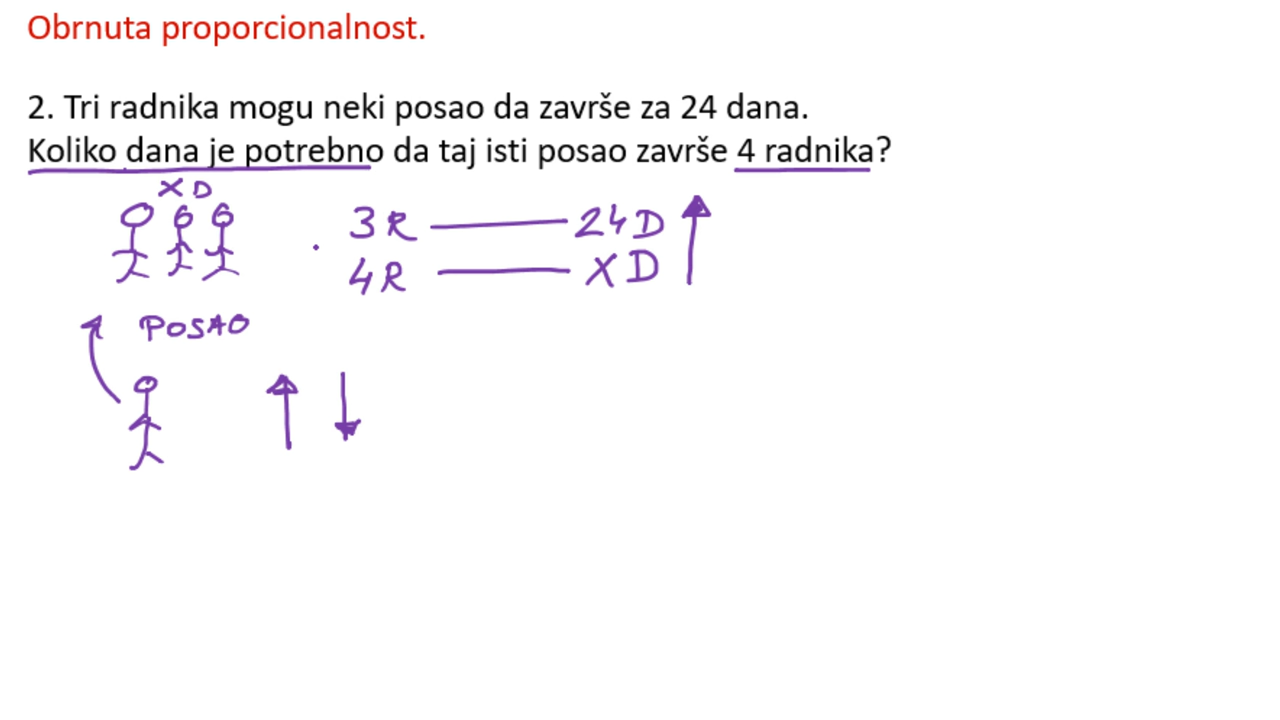 Obrnuta proporcionalnost.
2. Tri radnika mogu neki posao da završe za 24 dana.
Koliko dana je potrebno da taj isti posao završe 4 radnika?
X D
3R 24D
4R XD
POSAO